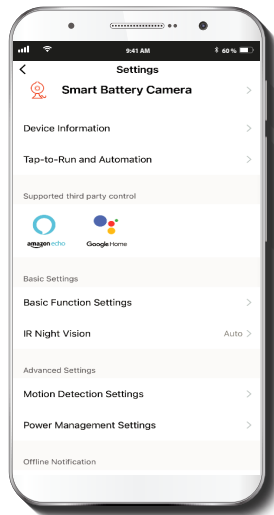 9:41 AM
60 %
Settings
Smart Battery Camera
Device Information
Tap-to-Run and Automation
Supported third party control
amazon echo
Google Home
Basic Settings
Basic Function Settings
IR Night Vision
Auto
Advanced Settings
Motion Detection Settings
Power Management Settings
Offline Notification